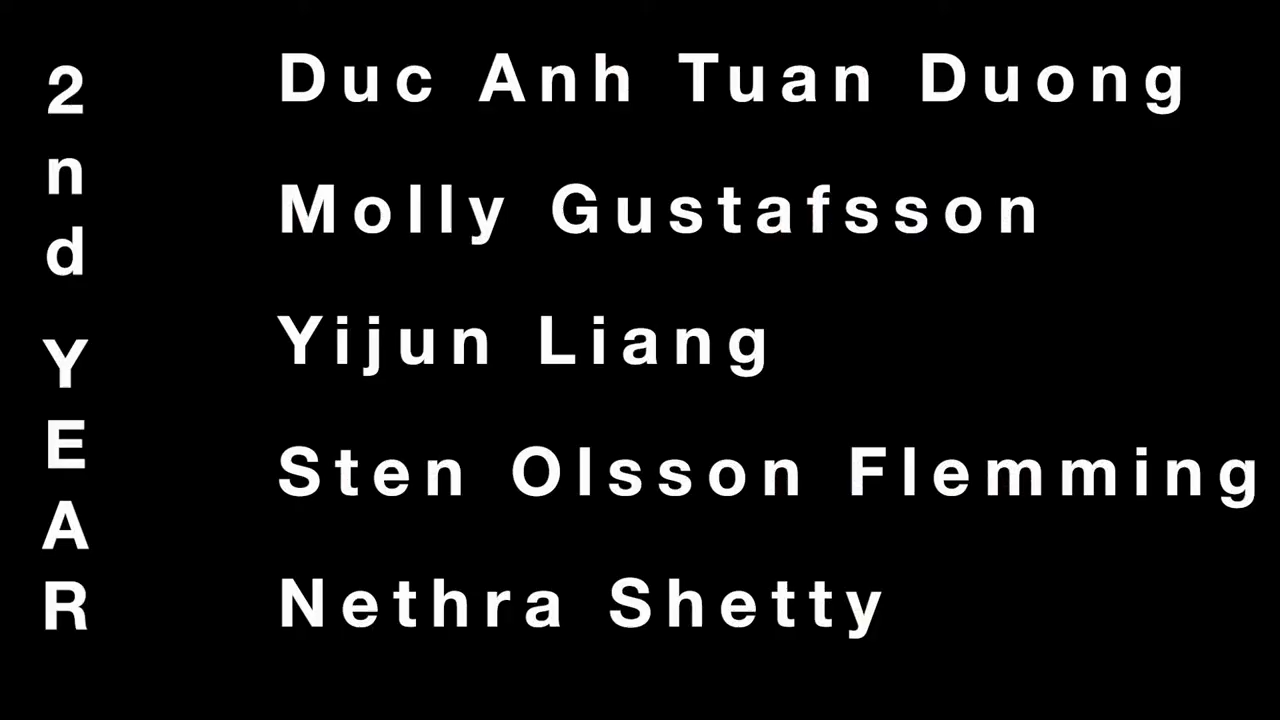 2nd YEAR
Duc Anh Tuan Duong
Molly Gustafsson
Yijun Liang
Sten Olsson Flemming
Nethra Shetty